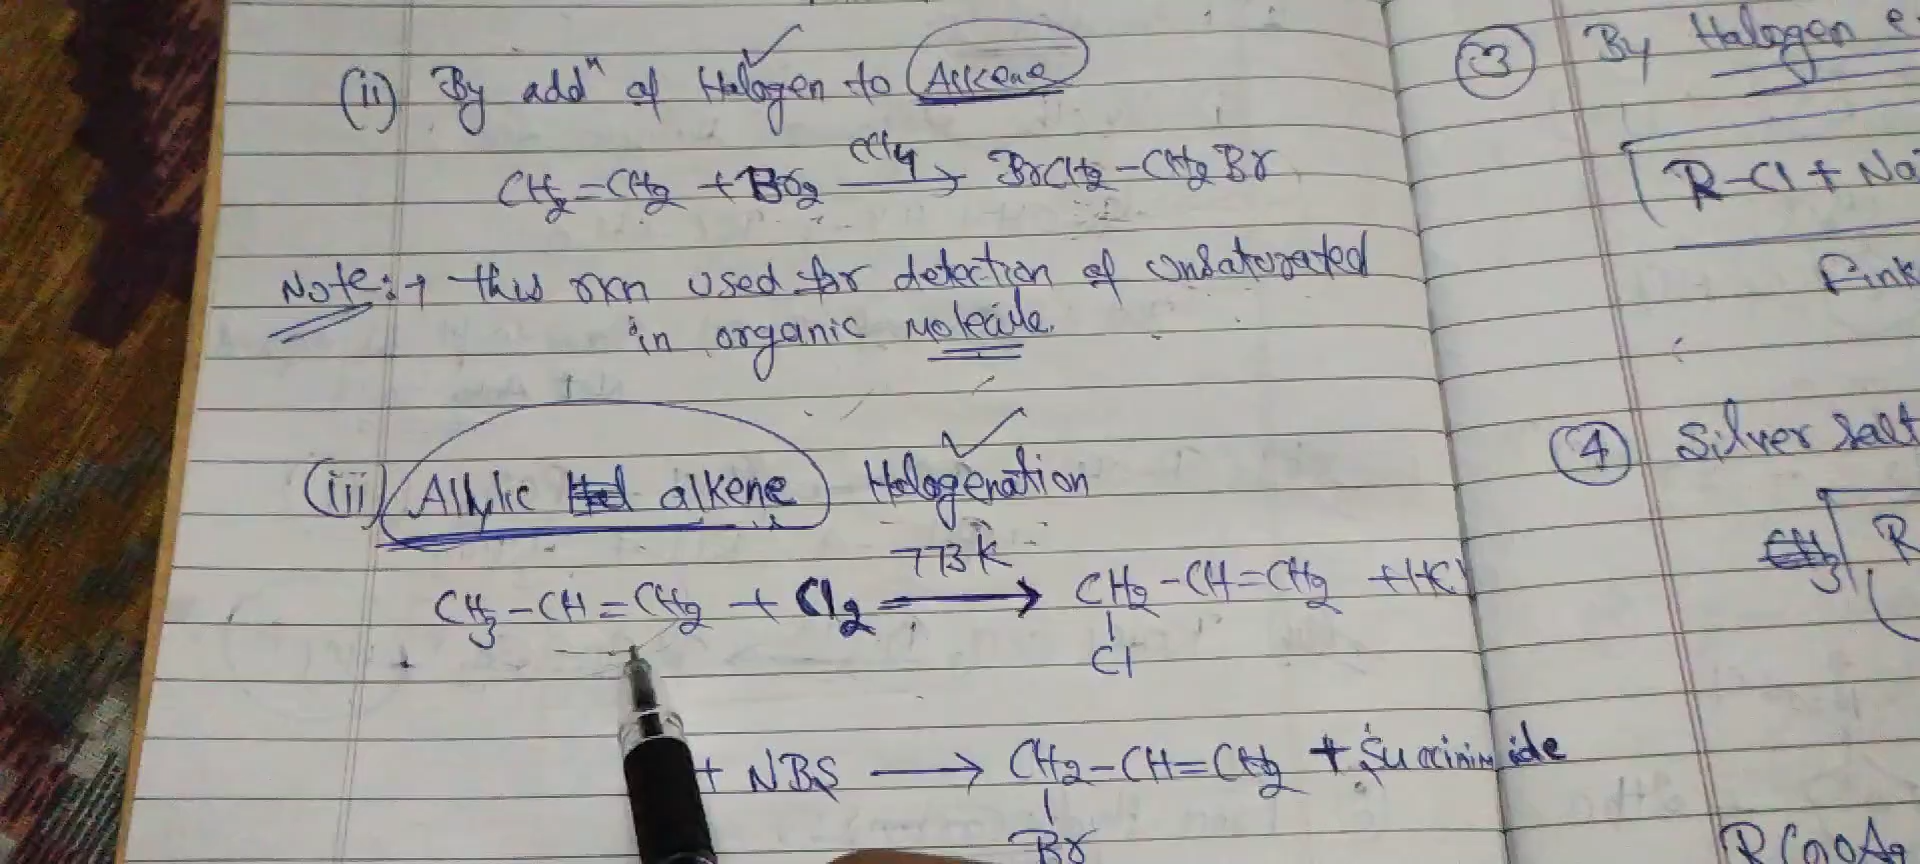 (ii) By addⁿ of Halogen to Alkene
CH₂=CH₂ + Br₂ —CCl₄→ BrCH₂-CH₂Br
Note:→ this rxn used for detection of unsaturated
in organic molecule.
(iii) Allylic alkene Halogenation
CH₃-CH=CH₂ + Cl₂ —773K→ CH₂-CH=CH₂ + HCl
Cl
+ NBS → CH₂-CH=CH₂ + Succinimide
Br
③ By Halogen e
R-Cl + Na
Fink
④ Silver salt
R
RCOOAg